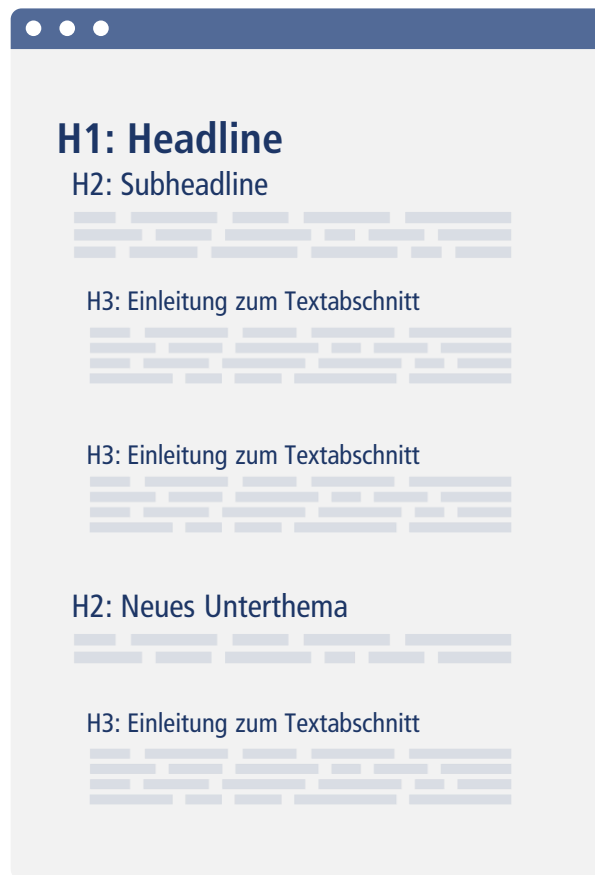 H1: Headline
H2: Subheadline
H3: Einleitung zum Textabschnitt
H3: Einleitung zum Textabschnitt
H2: Neues Unterthema
H3: Einleitung zum Textabschnitt